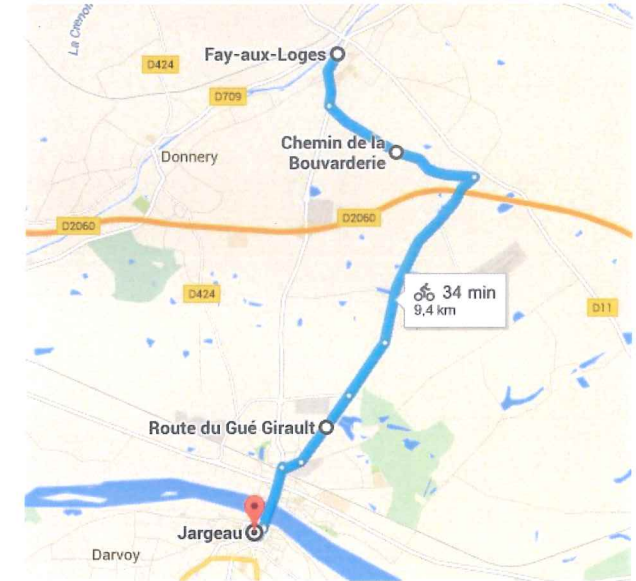 La Crenol
Fay-aux-Loges
D424
D709
Chemin de la
Bouvarderie
Donnery
D2060
D2060
34 min
9,4 km
D424
D11
Route du Gué Girault
Jargeau
Darvoy